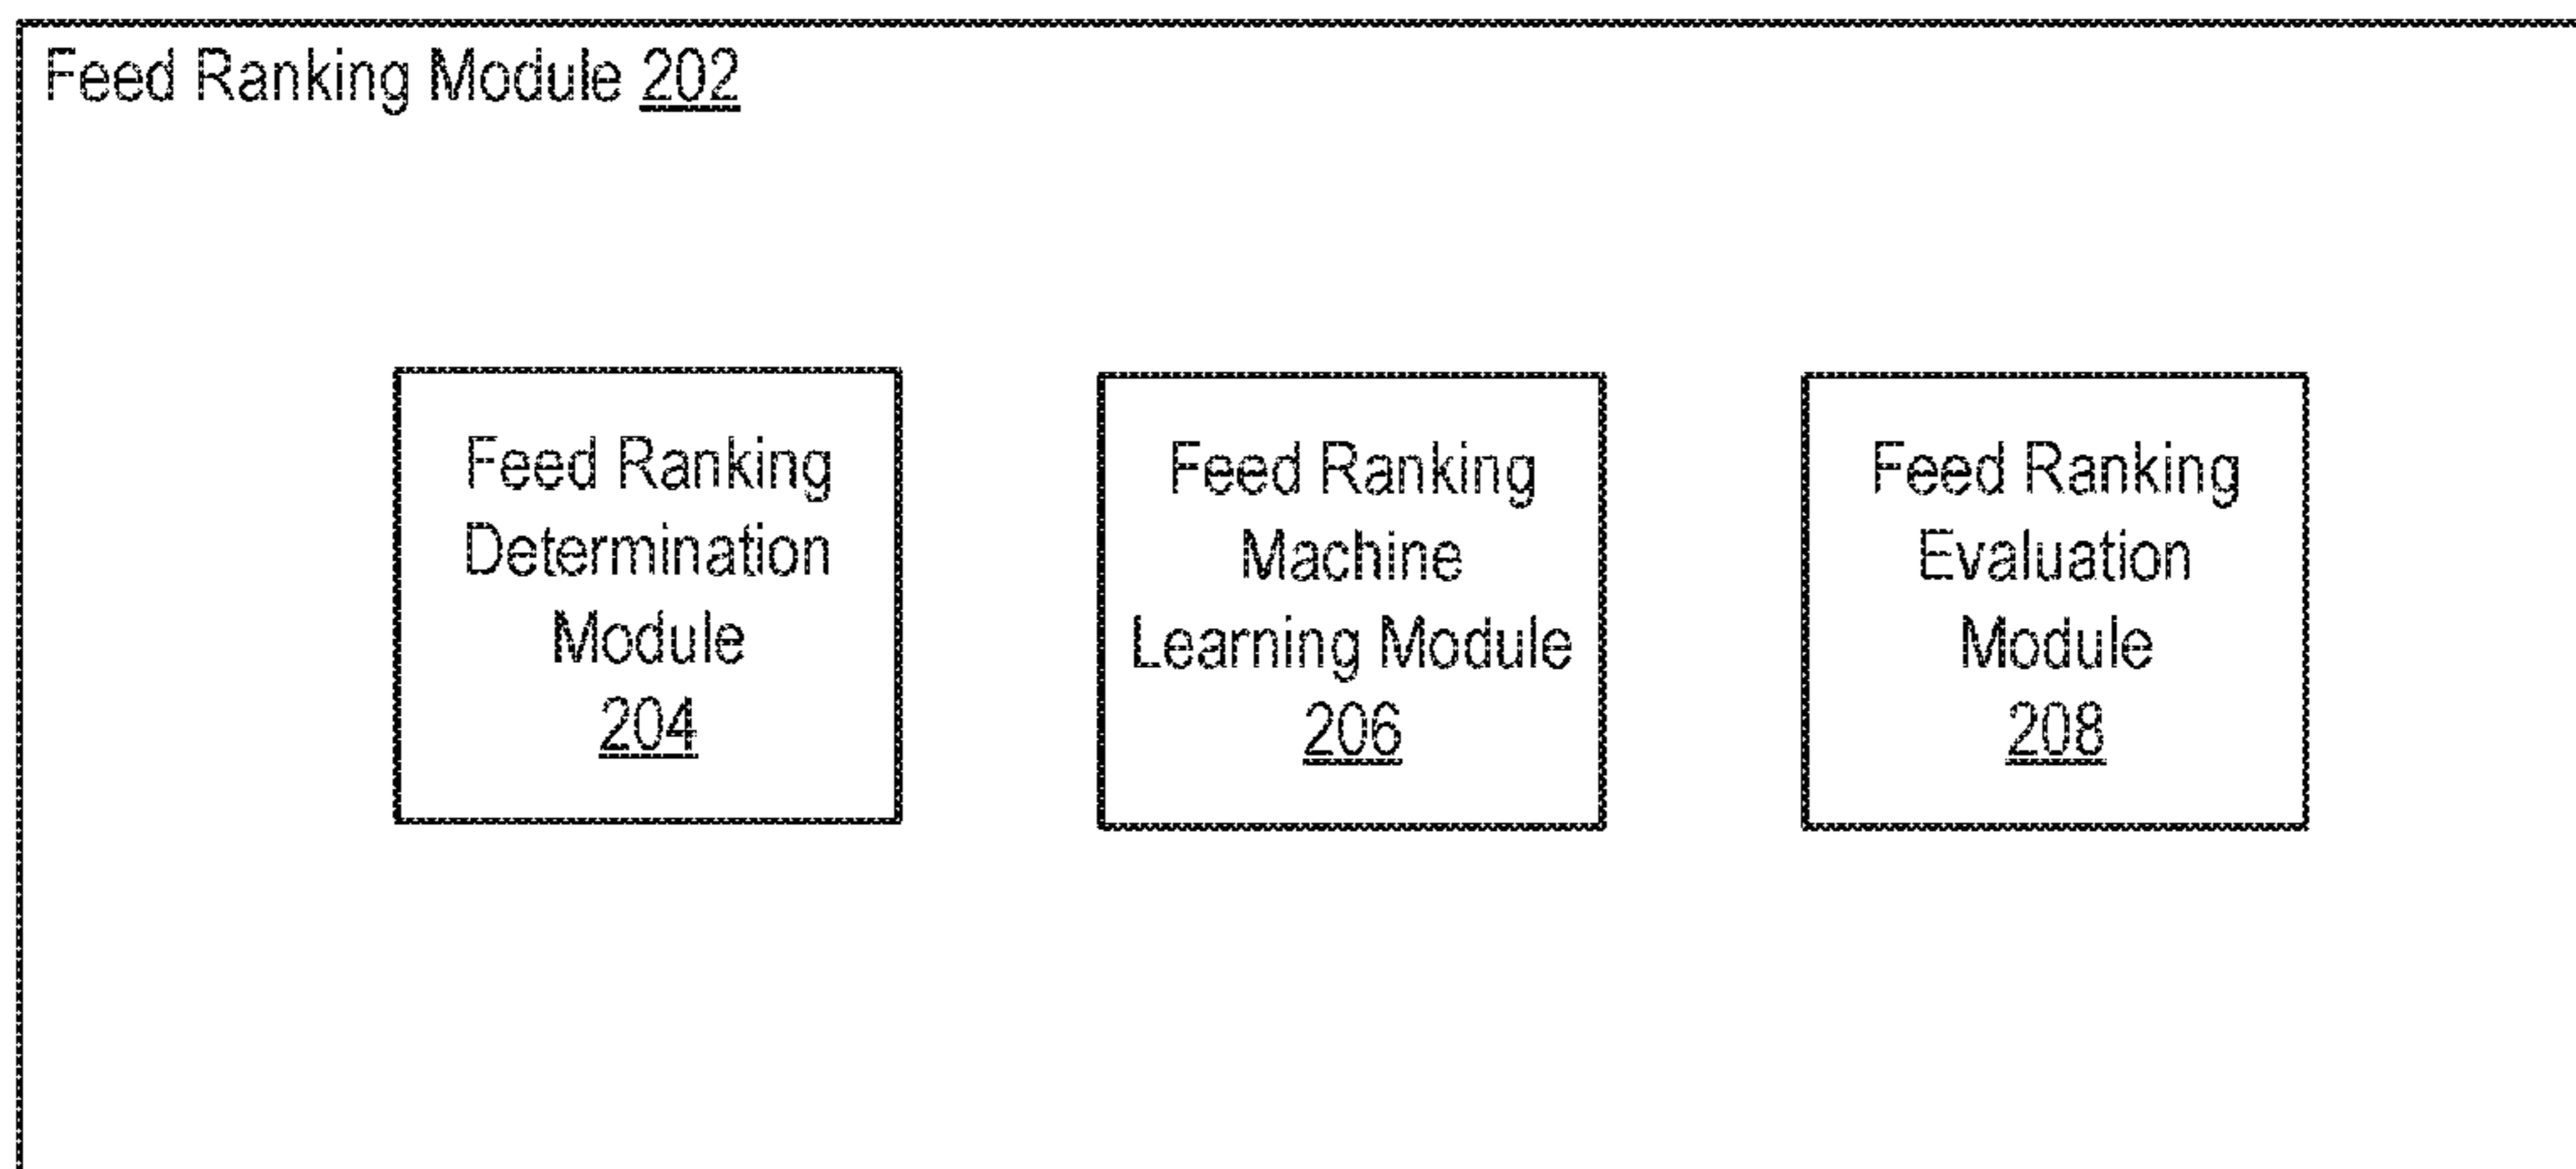 Feed Ranking Module 202
Feed Ranking
Determination
Module
204
Feed Ranking
Machine
Learning Module
206
Feed Ranking
Evaluation
Module
208